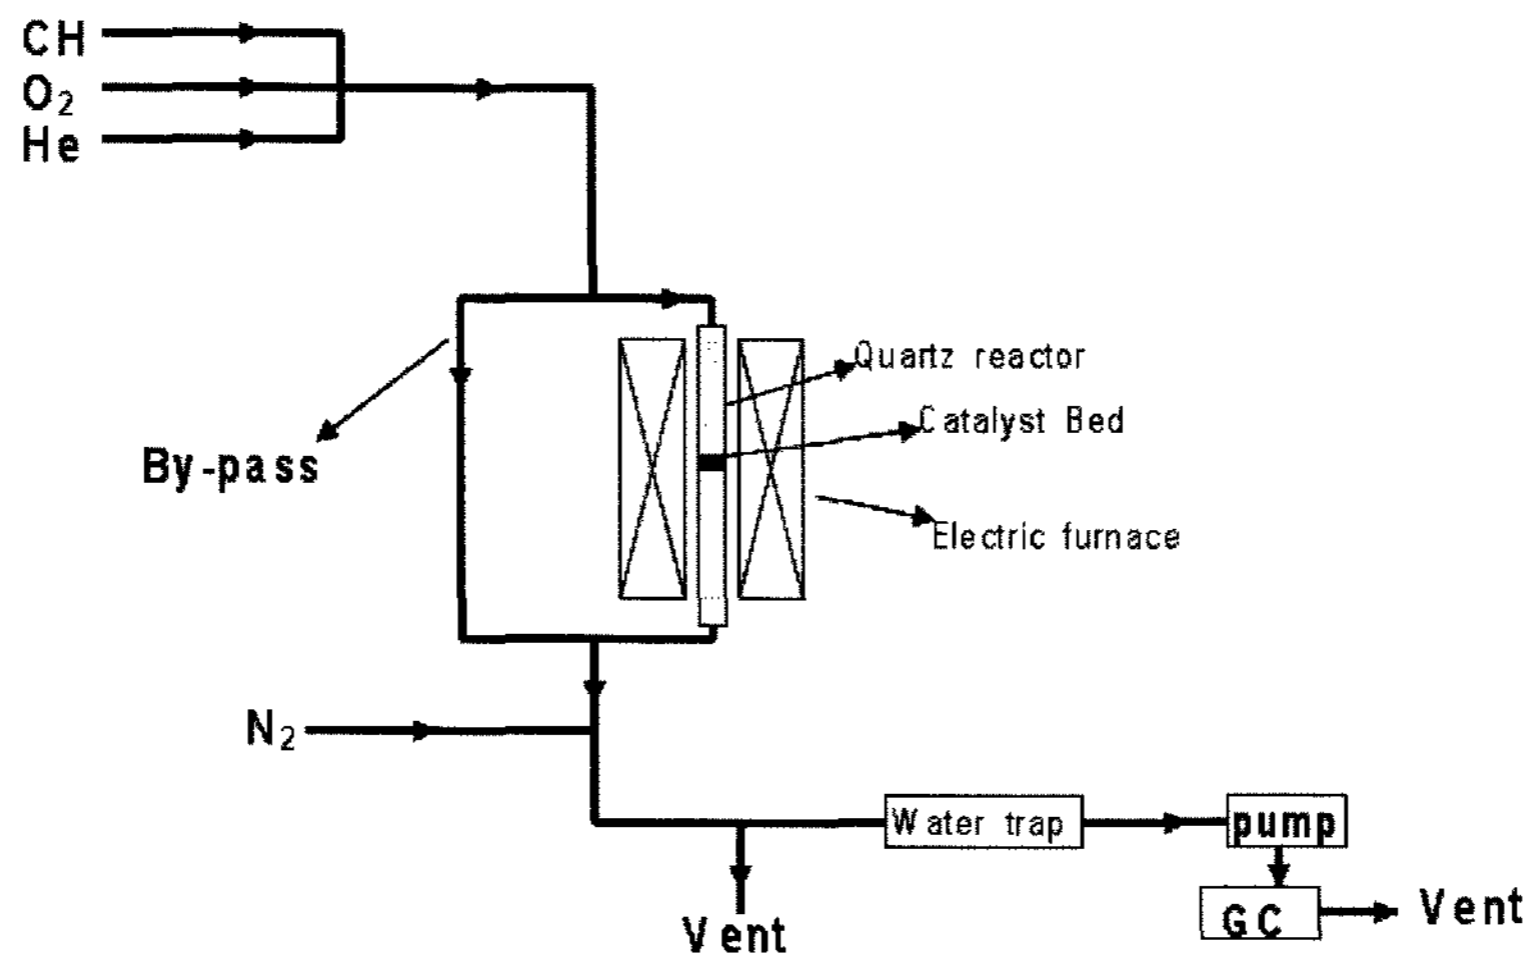 CH
O₂
He
Quartz reactor
Catalyst Bed
By-pass
Electric furnace
N₂
Water trap
pump
GC
Vent
Vent